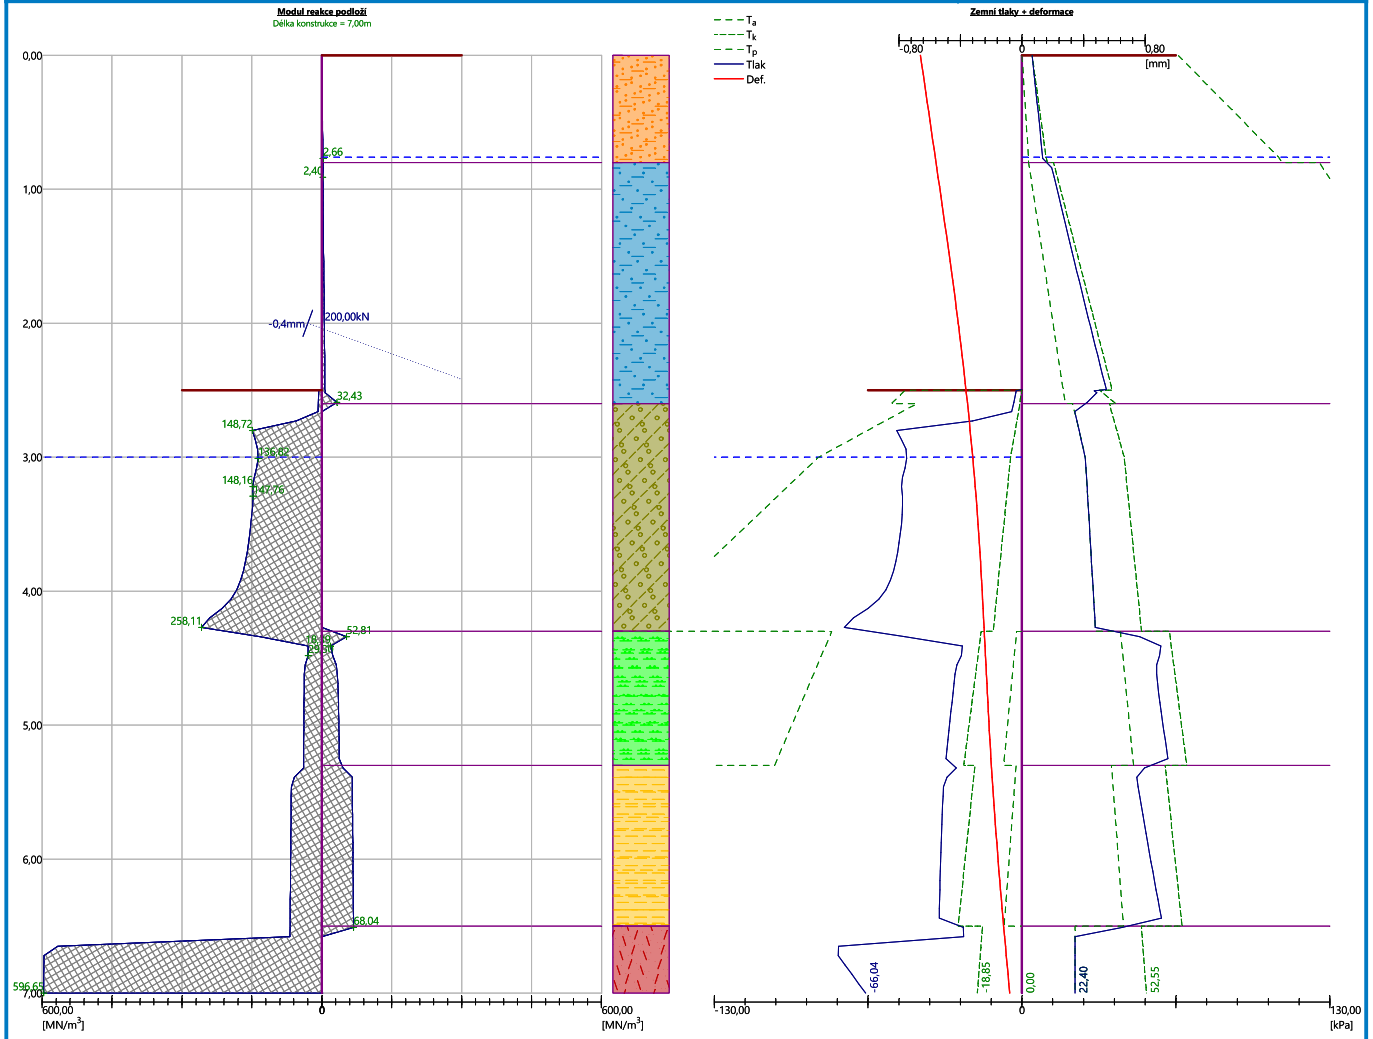 Modul reakce podloží
Délka konstrukce = 7,00m
Zemní tlaky + deformace
Ta
Tk
Tp
Tlak
Def.
-0,80
0
0,80
[mm]
0,00
1,00
2,00
3,00
4,00
5,00
6,00
7,00
2,66
2,40
-0,4mm
200,00kN
32,43
148,72
136,82
148,16
147,76
258,11
52,81
596,65
68,04
600,00
[MN/m³]
600,00
[MN/m³]
-66,04
-18,85
0,00
22,40
52,55
-130,00
0
130,00
[kPa]